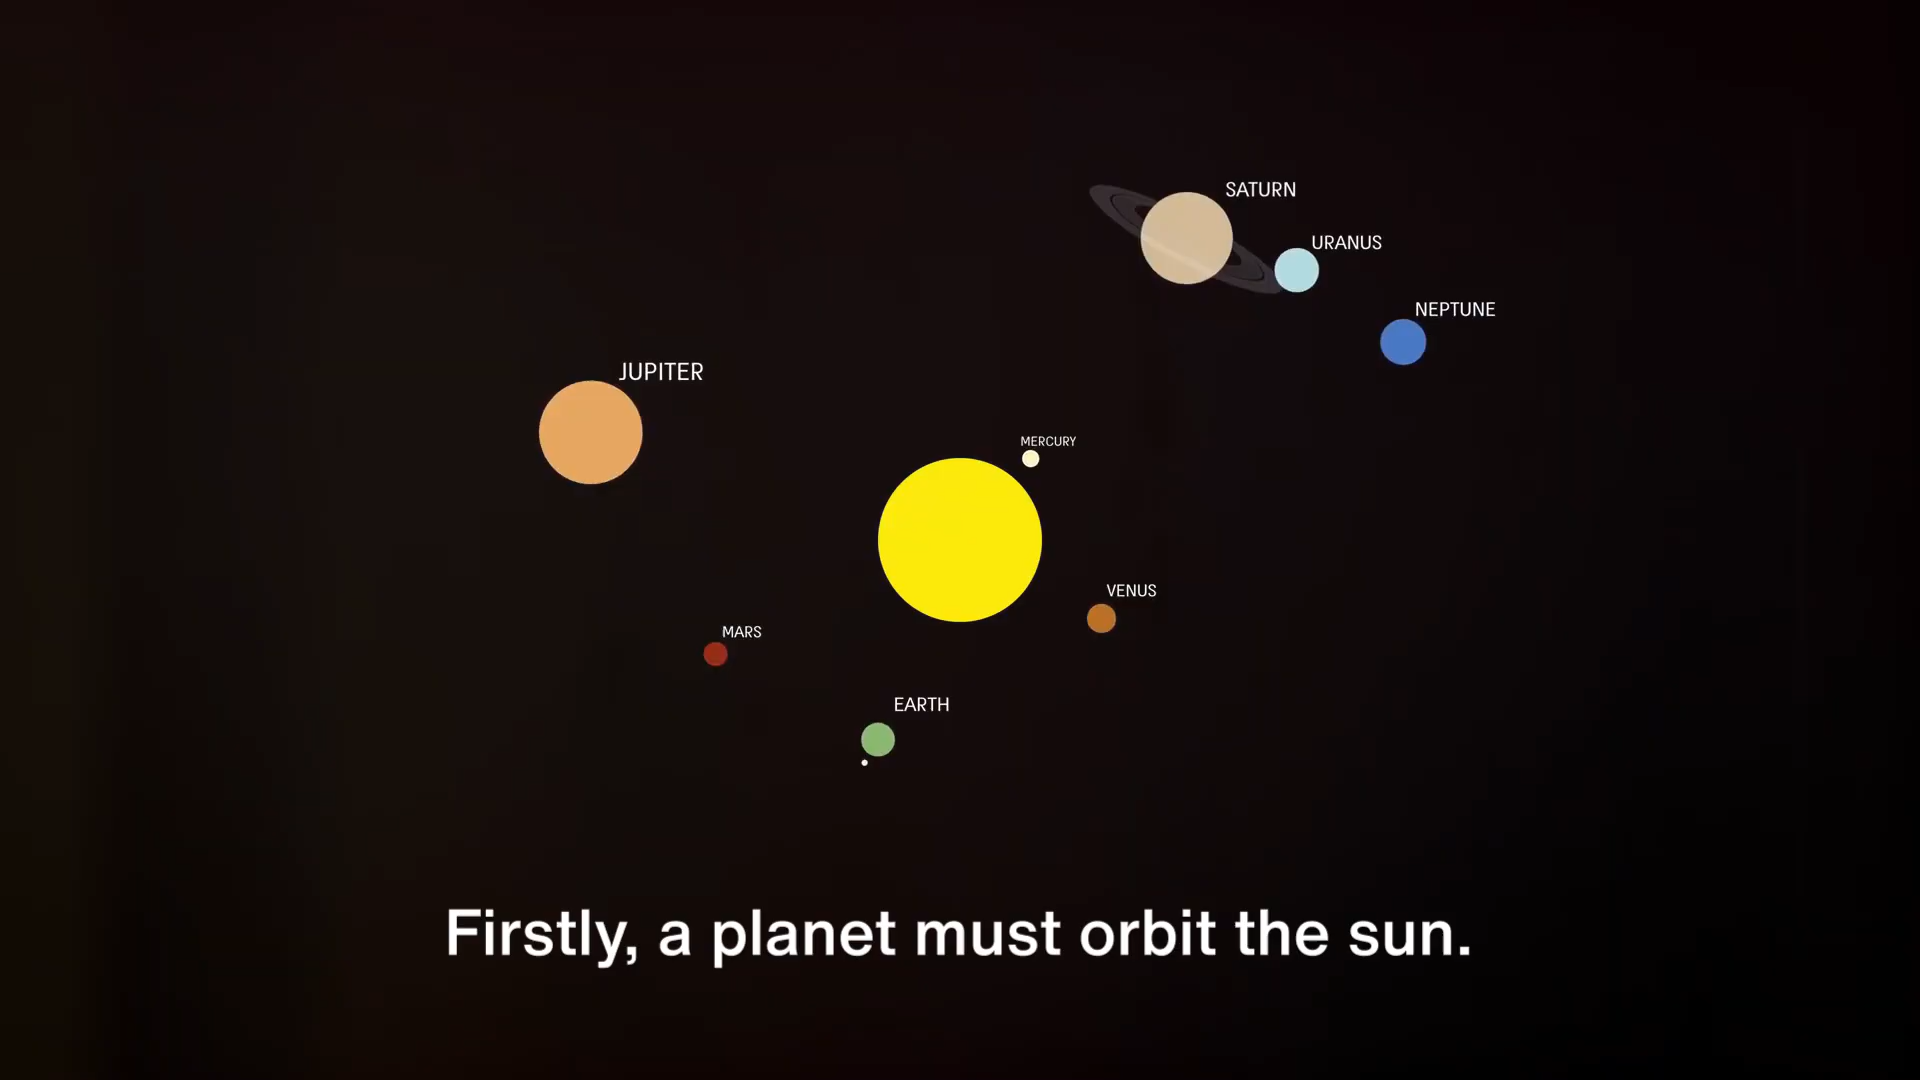 SATURN
URANUS
NEPTUNE
JUPITER
MERCURY
VENUS
MARS
EARTH
Firstly, a planet must orbit the sun.